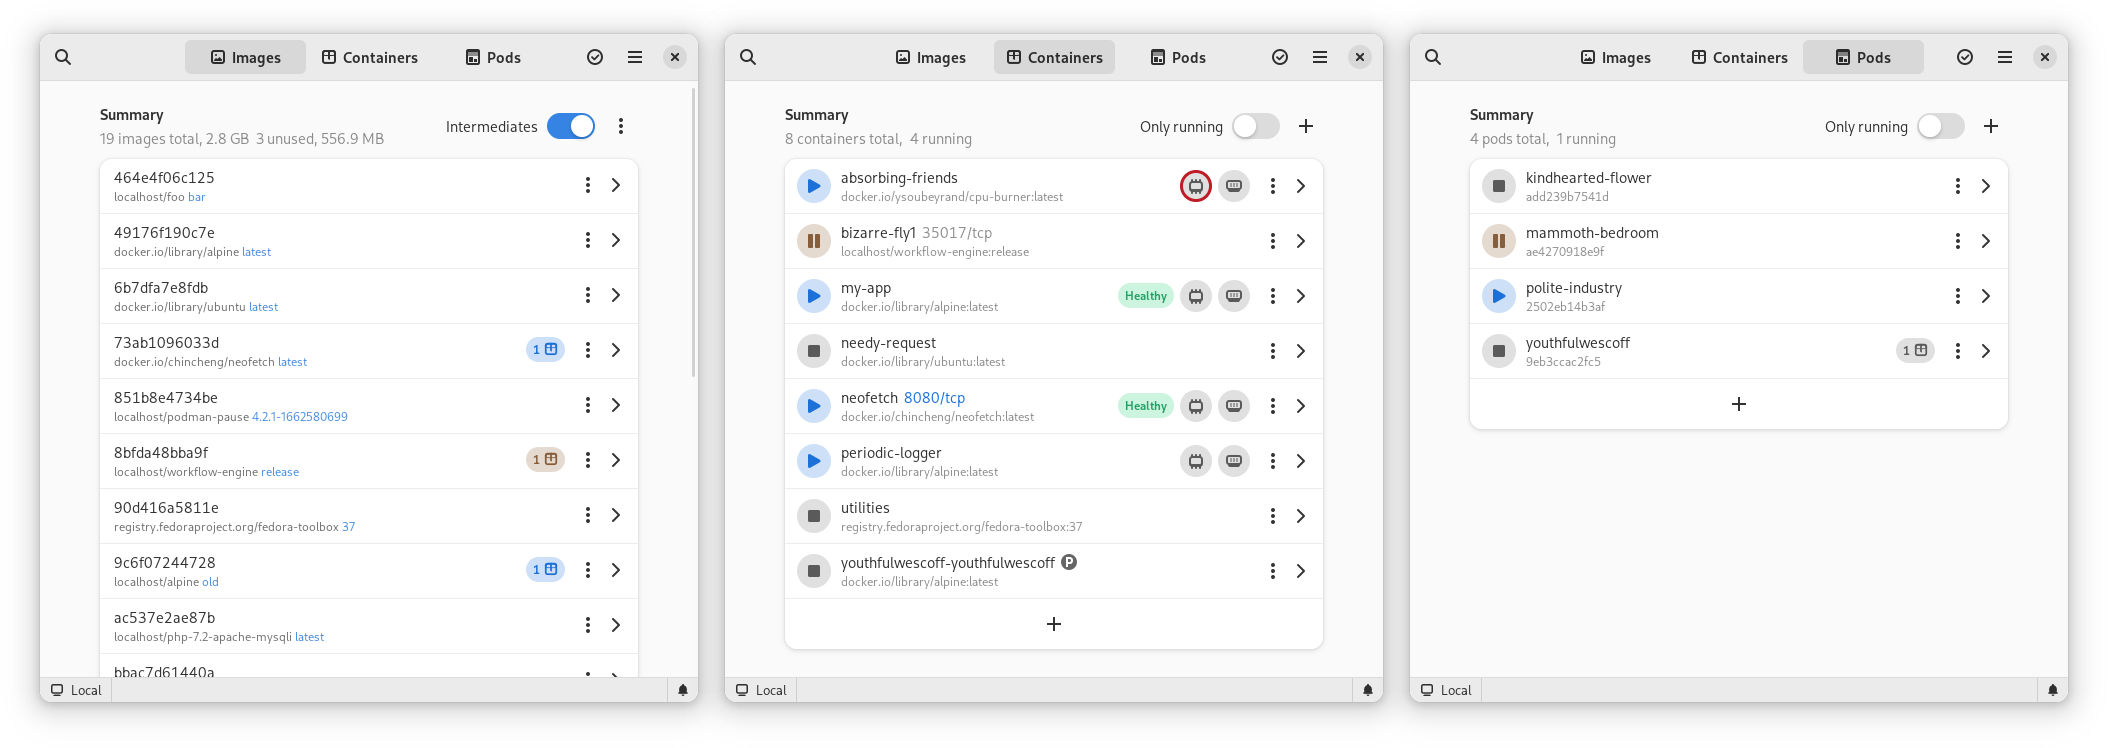 Images
Containers
Pods
Summary
19 images total, 2.8 GB 3 unused, 556.9 MB
Intermediates
464e4f06c125
localhost/foo bar
49176f190c7e
docker.io/library/alpine latest
6b7dfa7e8fdb
docker.io/library/ubuntu latest
73ab1096033d
docker.io/chincheng/neofetch latest
1
851b8e4734be
localhost/podman-pause 4.2.1-1662580699
8bfda48bba9f
localhost/workflow-engine release
1
90d416a5811e
registry.fedoraproject.org/fedora-toolbox 37
9c6f07244728
localhost/alpine old
1
ac537e2ae87b
localhost/php-7.2-apache-mysqli latest
bbac7d61440a
Local
Images
Containers
Pods
Summary
8 containers total, 4 running
Only running
absorbing-friends
docker.io/ysoubeyrand/cpu-burner:latest
bizarre-fly1 35017/tcp
localhost/workflow-engine:release
my-app
docker.io/library/alpine:latest
Healthy
needy-request
docker.io/library/ubuntu:latest
neofetch 8080/tcp
docker.io/chincheng/neofetch:latest
Healthy
periodic-logger
docker.io/library/alpine:latest
utilities
registry.fedoraproject.org/fedora-toolbox:37
youthfulwescoff-youthfulwescoff P
docker.io/library/alpine:latest
Local
Images
Containers
Pods
Summary
4 pods total, 1 running
Only running
kindhearted-flower
add239b7541d
mammoth-bedroom
ae4270918e9f
polite-industry
2502eb14b3af
youthfulwescoff
9eb3ccac2fc5
1
Local